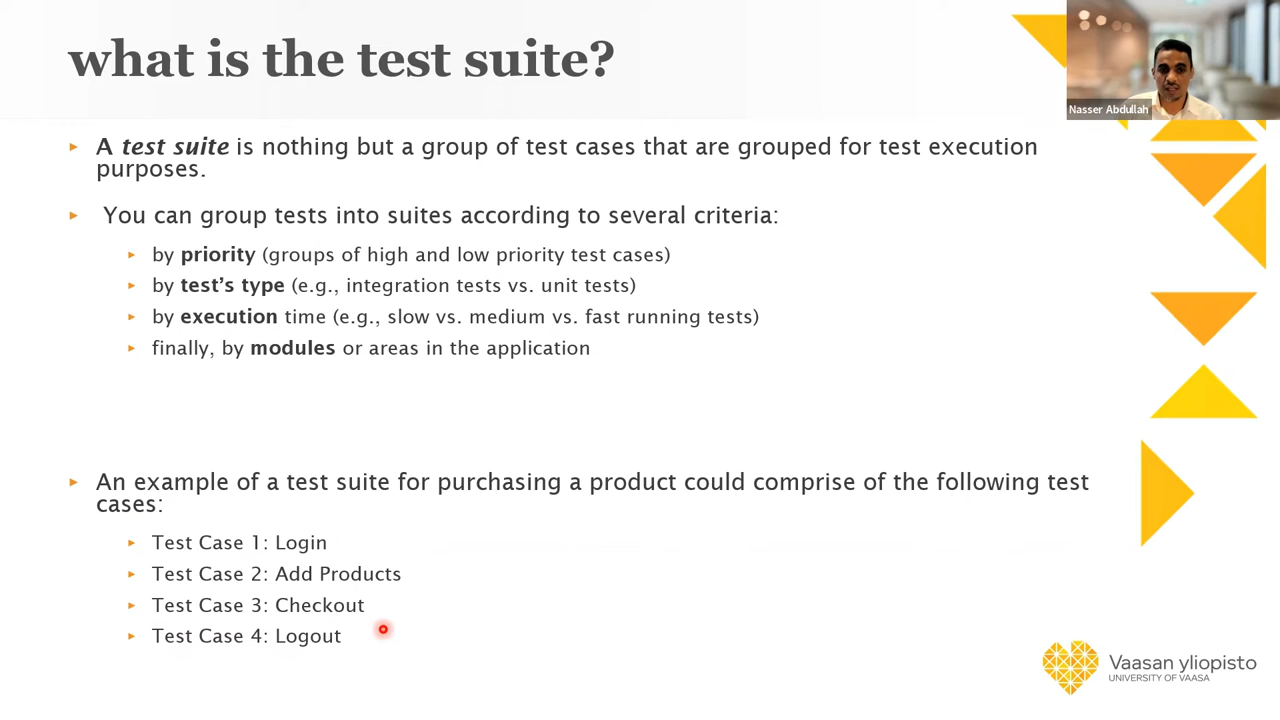 what is the test suite?
Nasser Abdullah
A test suite is nothing but a group of test cases that are grouped for test execution
purposes.
You can group tests into suites according to several criteria:
by priority (groups of high and low priority test cases)
by test's type (e.g., integration tests vs. unit tests)
by execution time (e.g., slow vs. medium vs. fast running tests)
finally, by modules or areas in the application
An example of a test suite for purchasing a product could comprise of the following test
cases:
Test Case 1: Login
Test Case 2: Add Products
Test Case 3: Checkout
Test Case 4: Logout
Vaasan yliopisto
UNIVERSITY OF VAASA